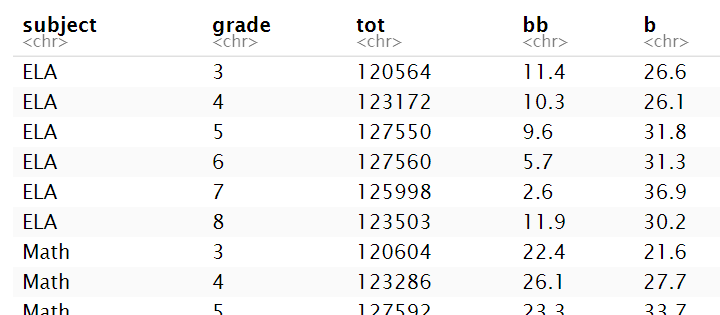 subject grade tot bb b
<chr> <chr> <chr> <chr> <chr>
ELA 3 120564 11.4 26.6
ELA 4 123172 10.3 26.1
ELA 5 127550 9.6 31.8
ELA 6 127560 5.7 31.3
ELA 7 125998 2.6 36.9
ELA 8 123503 11.9 30.2
Math 3 120604 22.4 21.6
Math 4 123286 26.1 27.7
Math 5 127592 23.3 33.7